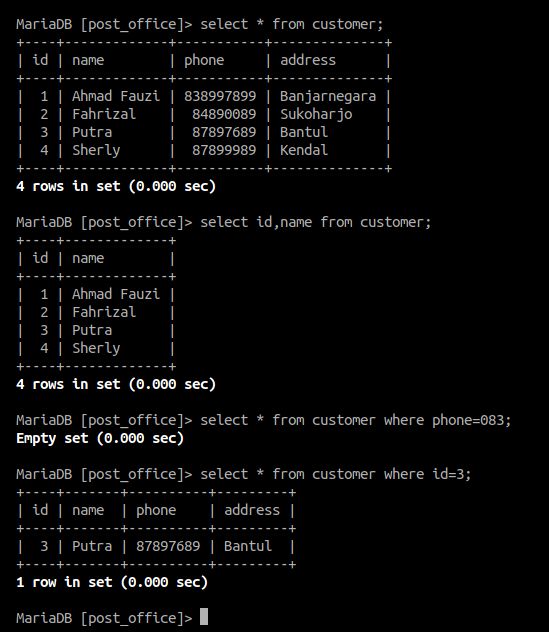 MariaDB [post_office]> select * from customer;
+----+-------------+-----------+--------------+
| id | name        | phone     | address      |
+----+-------------+-----------+--------------+
|  1 | Ahmad Fauzi | 838997899 | Banjarnegara |
|  2 | Fahrizal    |  84890089 | Sukoharjo    |
|  3 | Putra       |  87897689 | Bantul       |
|  4 | Sherly      |  87899989 | Kendal       |
+----+-------------+-----------+--------------+
4 rows in set (0.000 sec)
MariaDB [post_office]> select id,name from customer;
+----+-------------+
| id | name        |
+----+-------------+
|  1 | Ahmad Fauzi |
|  2 | Fahrizal    |
|  3 | Putra       |
|  4 | Sherly      |
+----+-------------+
4 rows in set (0.000 sec)
MariaDB [post_office]> select * from customer where phone=083;
Empty set (0.000 sec)
MariaDB [post_office]> select * from customer where id=3;
+----+-------+----------+---------+
| id | name  | phone    | address |
+----+-------+----------+---------+
|  3 | Putra | 87897689 | Bantul  |
+----+-------+----------+---------+
1 row in set (0.000 sec)
MariaDB [post_office]>